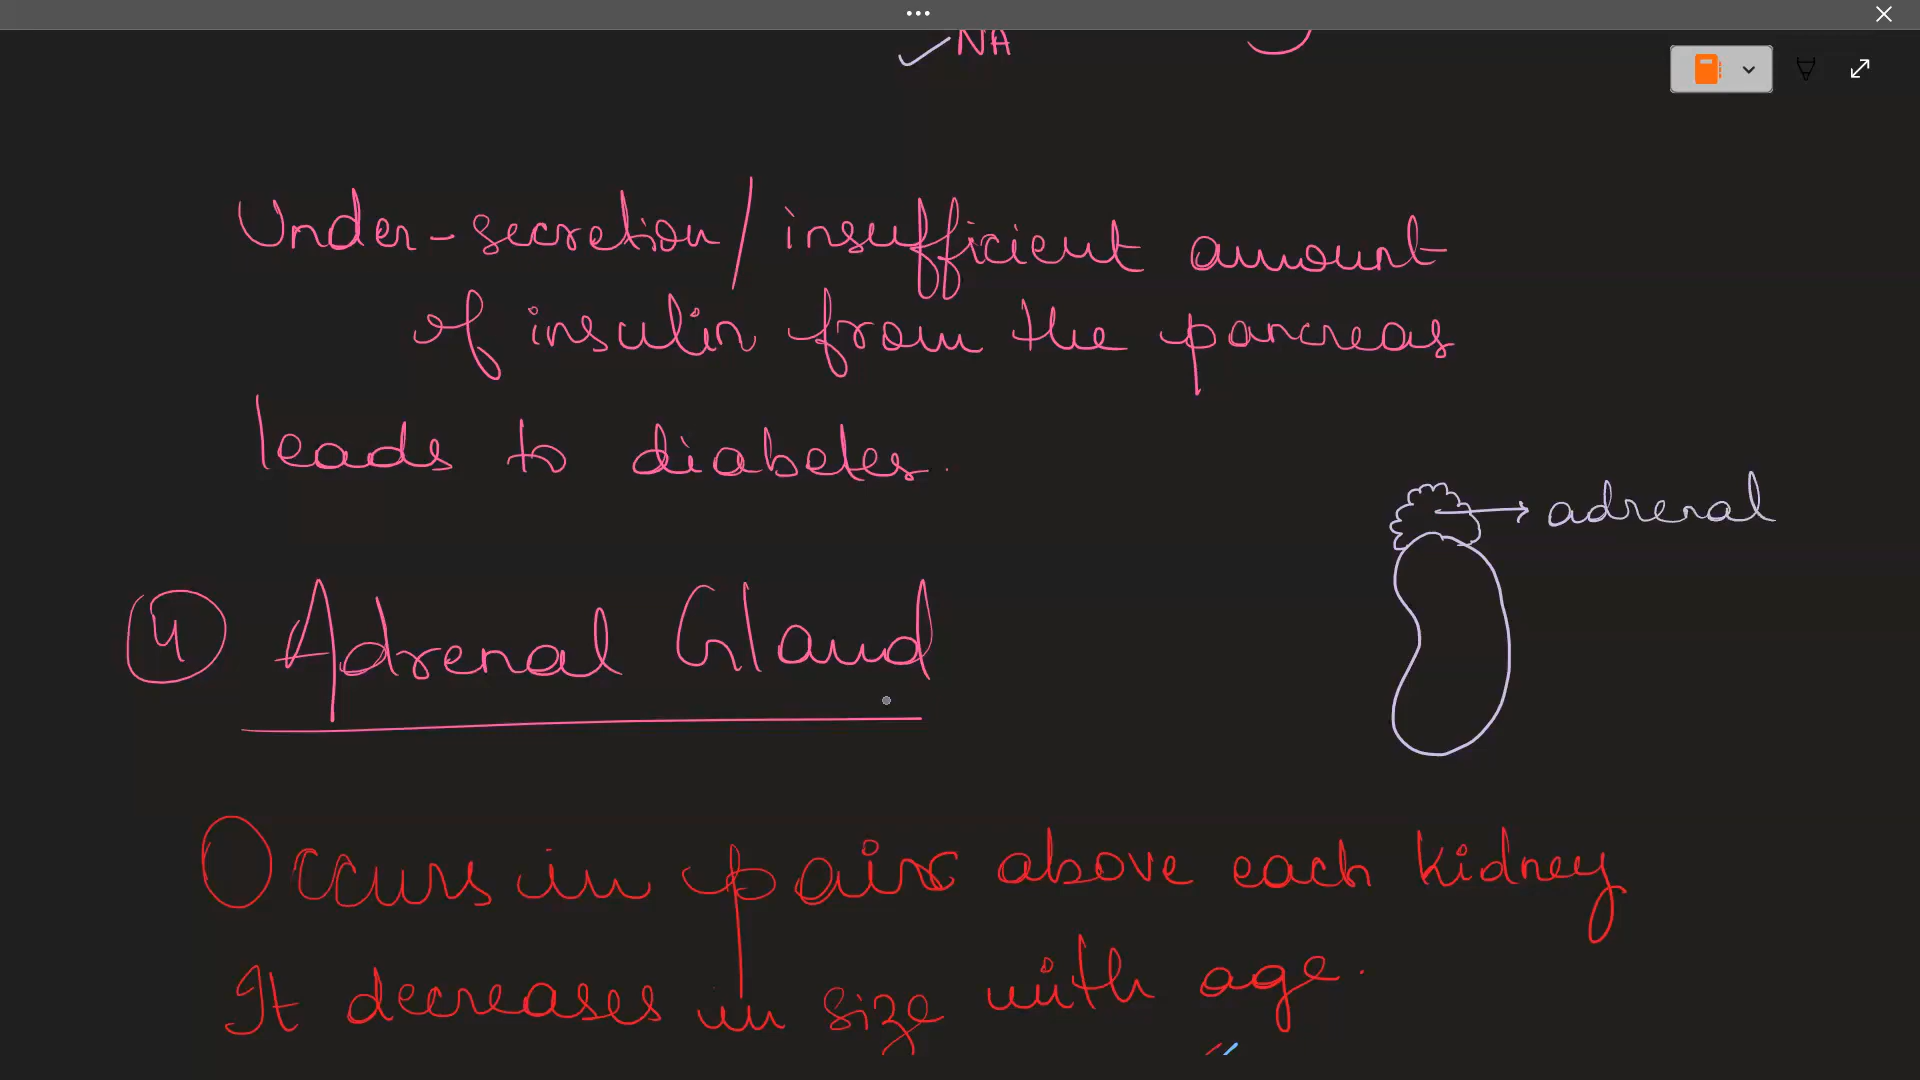 NA
Under-secretion/insufficient amount
of insulin from the pancreas
leads to diabetes.
adrenal
4 Adrenal Gland
Occurs in pair above each kidney
It decreases in size with age.